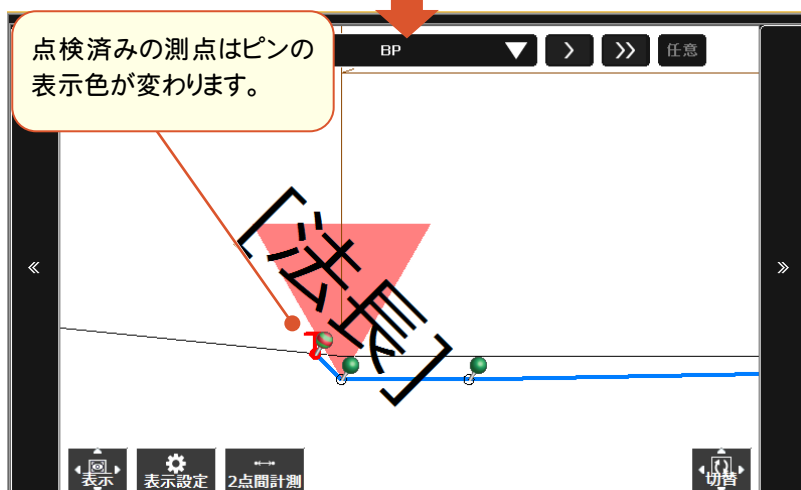 点検済みの測点はピンの
表示色が変わります。
BP
任意
[法長]
表示
表示設定
2点間計測
切替